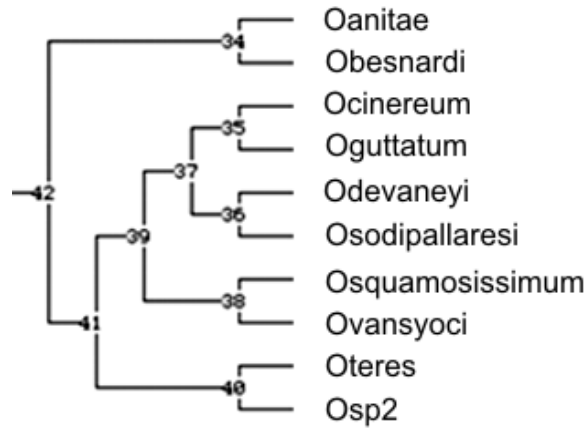 Oanitae
34
Obesnardi
Ocinereum
35
Oguttatum
37
42
Odevaneyi
36
39
Osodipallaresi
Osquamosissimum
38
41
Ovansyoci
Oteres
40
Osp2